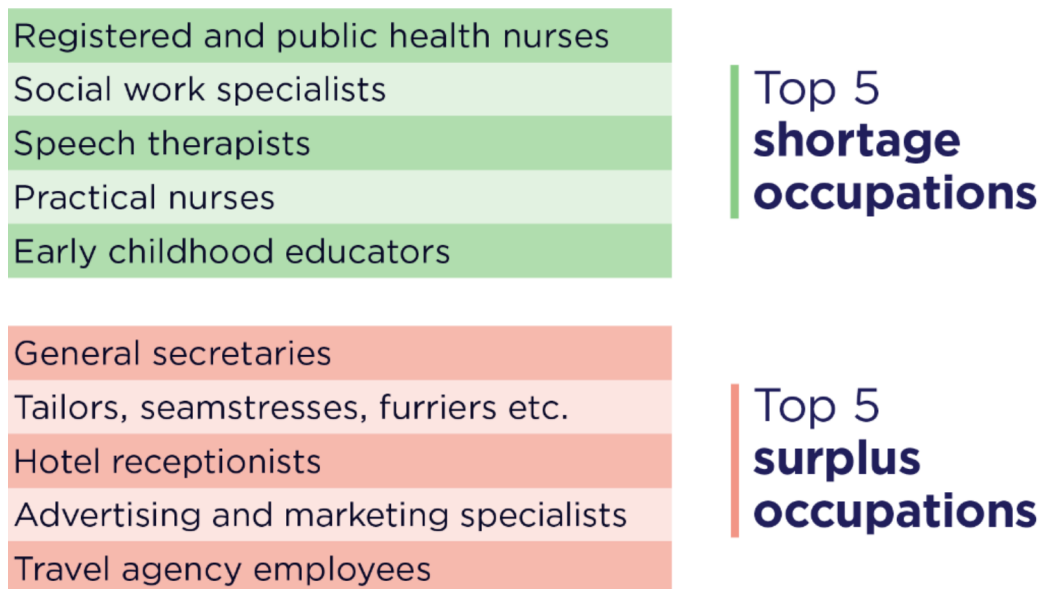 Registered and public health nurses
Social work specialists
Speech therapists
Practical nurses
Early childhood educators
Top 5
shortage
occupations
General secretaries
Tailors, seamstresses, furriers etc.
Hotel receptionists
Advertising and marketing specialists
Travel agency employees
Top 5
surplus
occupations